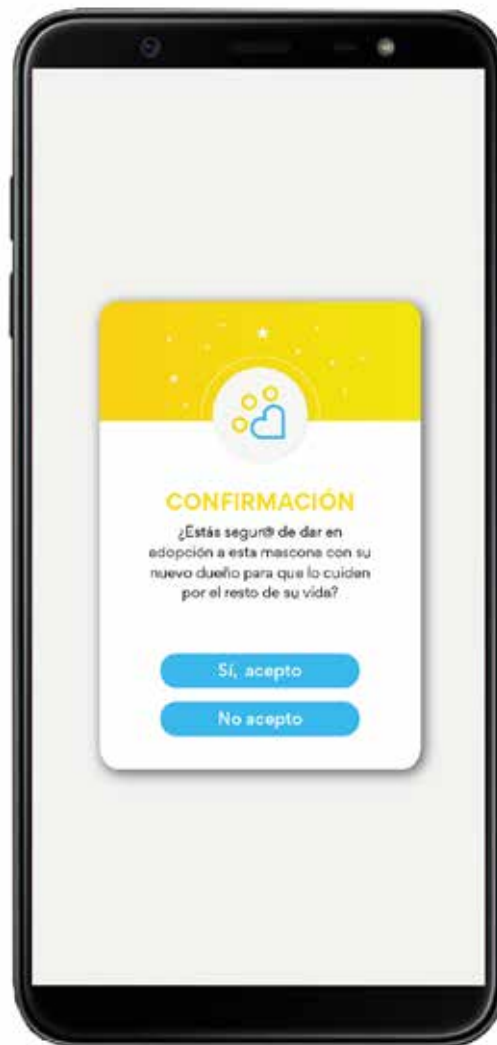 CONFIRMACIÓN
¿Estás segur@ de dar en
adopción a esta mascona con su
nuevo dueño para que lo cuiden
por el resto de su vida?
Sí, acepto
No acepto